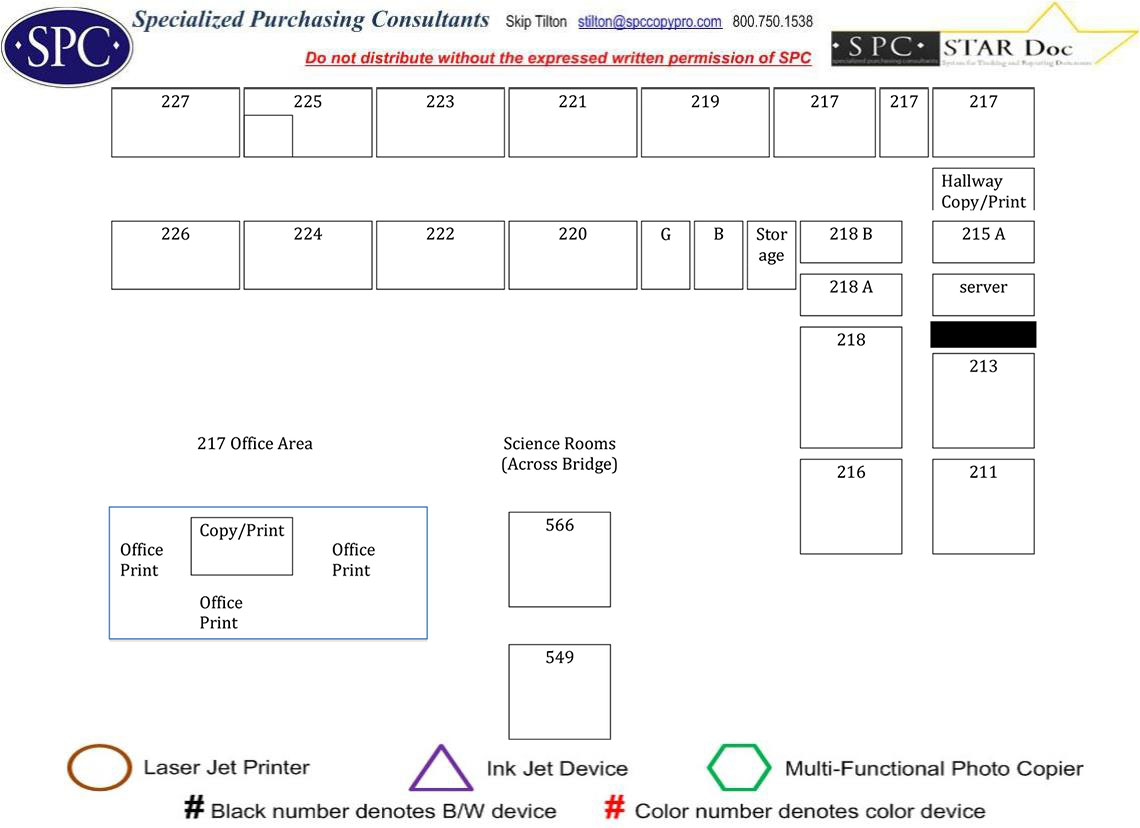 Specialized Purchasing Consultants Skip Tilton stilton@spccopypro.com 800.750.1538
·SPC·
Do not distribute without the expressed written permission of SPC
· S P C · STAR Doc
specialized purchasing consultants System for Tracking and Reporting Documents
227 225 223 221 219 217 217 217
Hallway
Copy/Print
226 224 222 220 G B Stor
age
218 B 215 A
218 A server
218
213
217 Office Area
Science Rooms
(Across Bridge)
216 211
Copy/Print
566
Office
Print
Office
Print
Office
Print
549
Laser Jet Printer Ink Jet Device Multi-Functional Photo Copier
# Black number denotes B/W device # Color number denotes color device